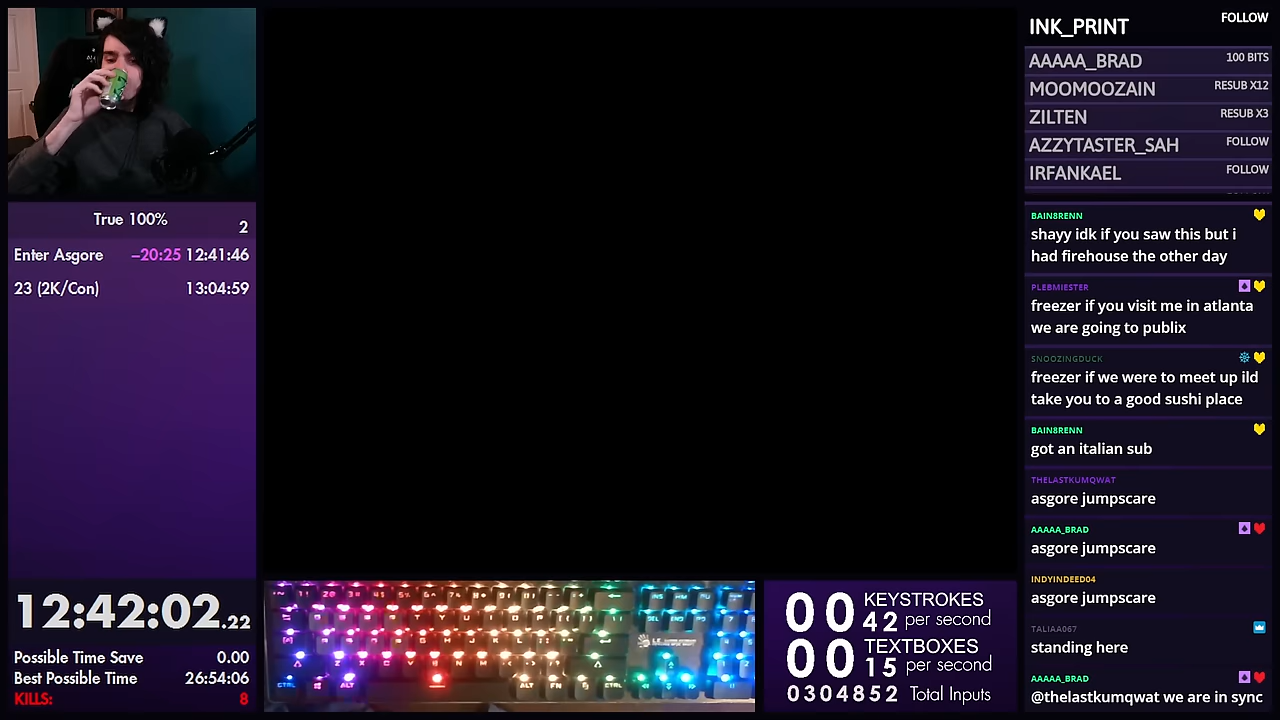 INK_PRINT FOLLOW
AAAAA_BRAD 100 BITS
MOOMOOZAIN RESUB X12
ZILTEN RESUB X3
AZZYTASTER_SAH FOLLOW
IRFANKAEL FOLLOW
True 100%
2
Enter Asgore −20:25 12:41:46
23 (2K/Con) 13:04:59
12:42:02.22
Possible Time Save 0.00
Best Possible Time 26:54:06
KILLS: 8
00 42 KEYSTROKES per second
00 15 TEXTBOXES per second
0304852 Total Inputs
BAIN8RENN
shayy idk if you saw this but i
had firehouse the other day
PLEBMIESTER
freezer if you visit me in atlanta
we are going to publix
SNOOZINGDUCK
freezer if we were to meet up ild
take you to a good sushi place
BAIN8RENN
got an italian sub
THELASTKUMQWAT
asgore jumpscare
AAAAA_BRAD
asgore jumpscare
INDYINDEED04
asgore jumpscare
TALIAA067
standing here
AAAAA_BRAD
@thelastkumqwat we are in sync